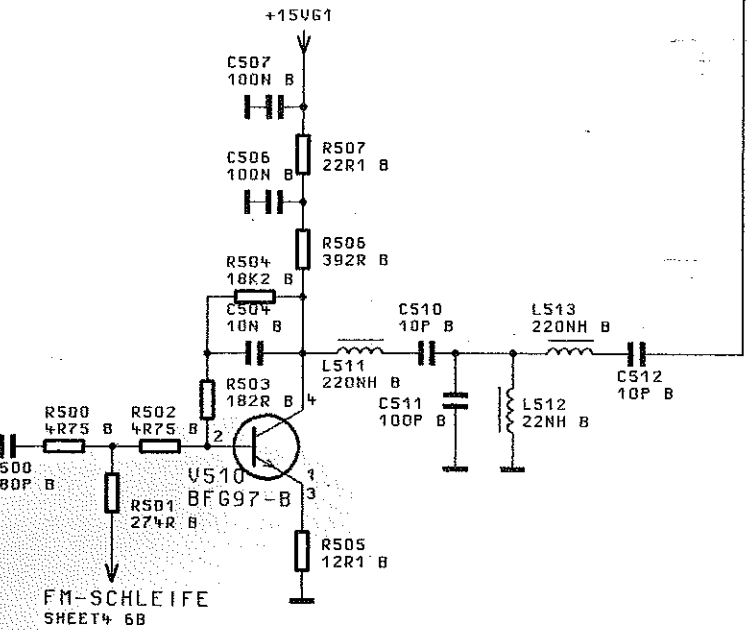 +15VG1
C507
100N B
R507
22R1 B
C506
100N B
R506
392R B
R504
18K2 B
C504
10N B
C510
10P B
L513
220NH B
L511
220NH B
C512
10P B
R503
182R B
4
C511
100P B
L512
22NH B
R500
4R75 B
R502
4R75 B
2
500
80P B
V510
BFG97-B
1
3
R501
274R B
R505
12R1 B
FM-SCHLEIFE
SHEET4 6B